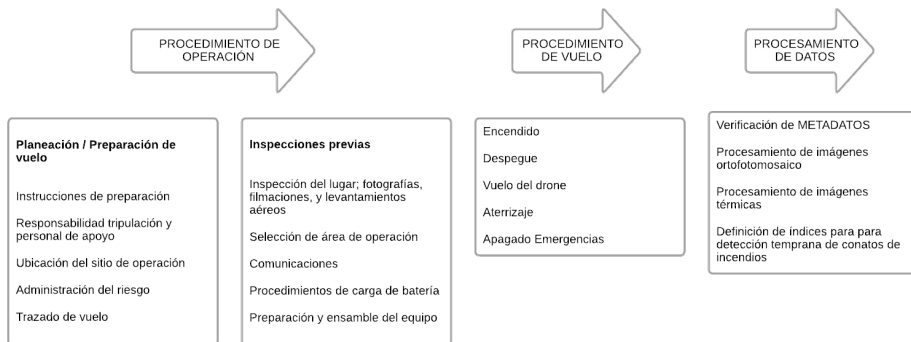 PROCEDIMIENTO DE
OPERACIÓN
PROCEDIMIENTO
DE VUELO
PROCESAMIENTO
DE DATOS
Planeación / Preparación de
vuelo
Instrucciones de preparación
Responsabilidad tripulación y
personal de apoyo
Ubicación del sitio de operación
Administración del riesgo
Trazado de vuelo
Inspecciones previas
Inspección del lugar; fotografías,
filmaciones, y levantamientos
aéreos
Selección de área de operación
Comunicaciones
Procedimientos de carga de batería
Preparación y ensamble del equipo
Encendido
Despegue
Vuelo del drone
Aterrizaje
Apagado Emergencias
Verificación de METADATOS
Procesamiento de imágenes
ortofotomosaico
Procesamiento de imágenes
térmicas
Definición de índices para para
detección temprana de conatos de
incendios